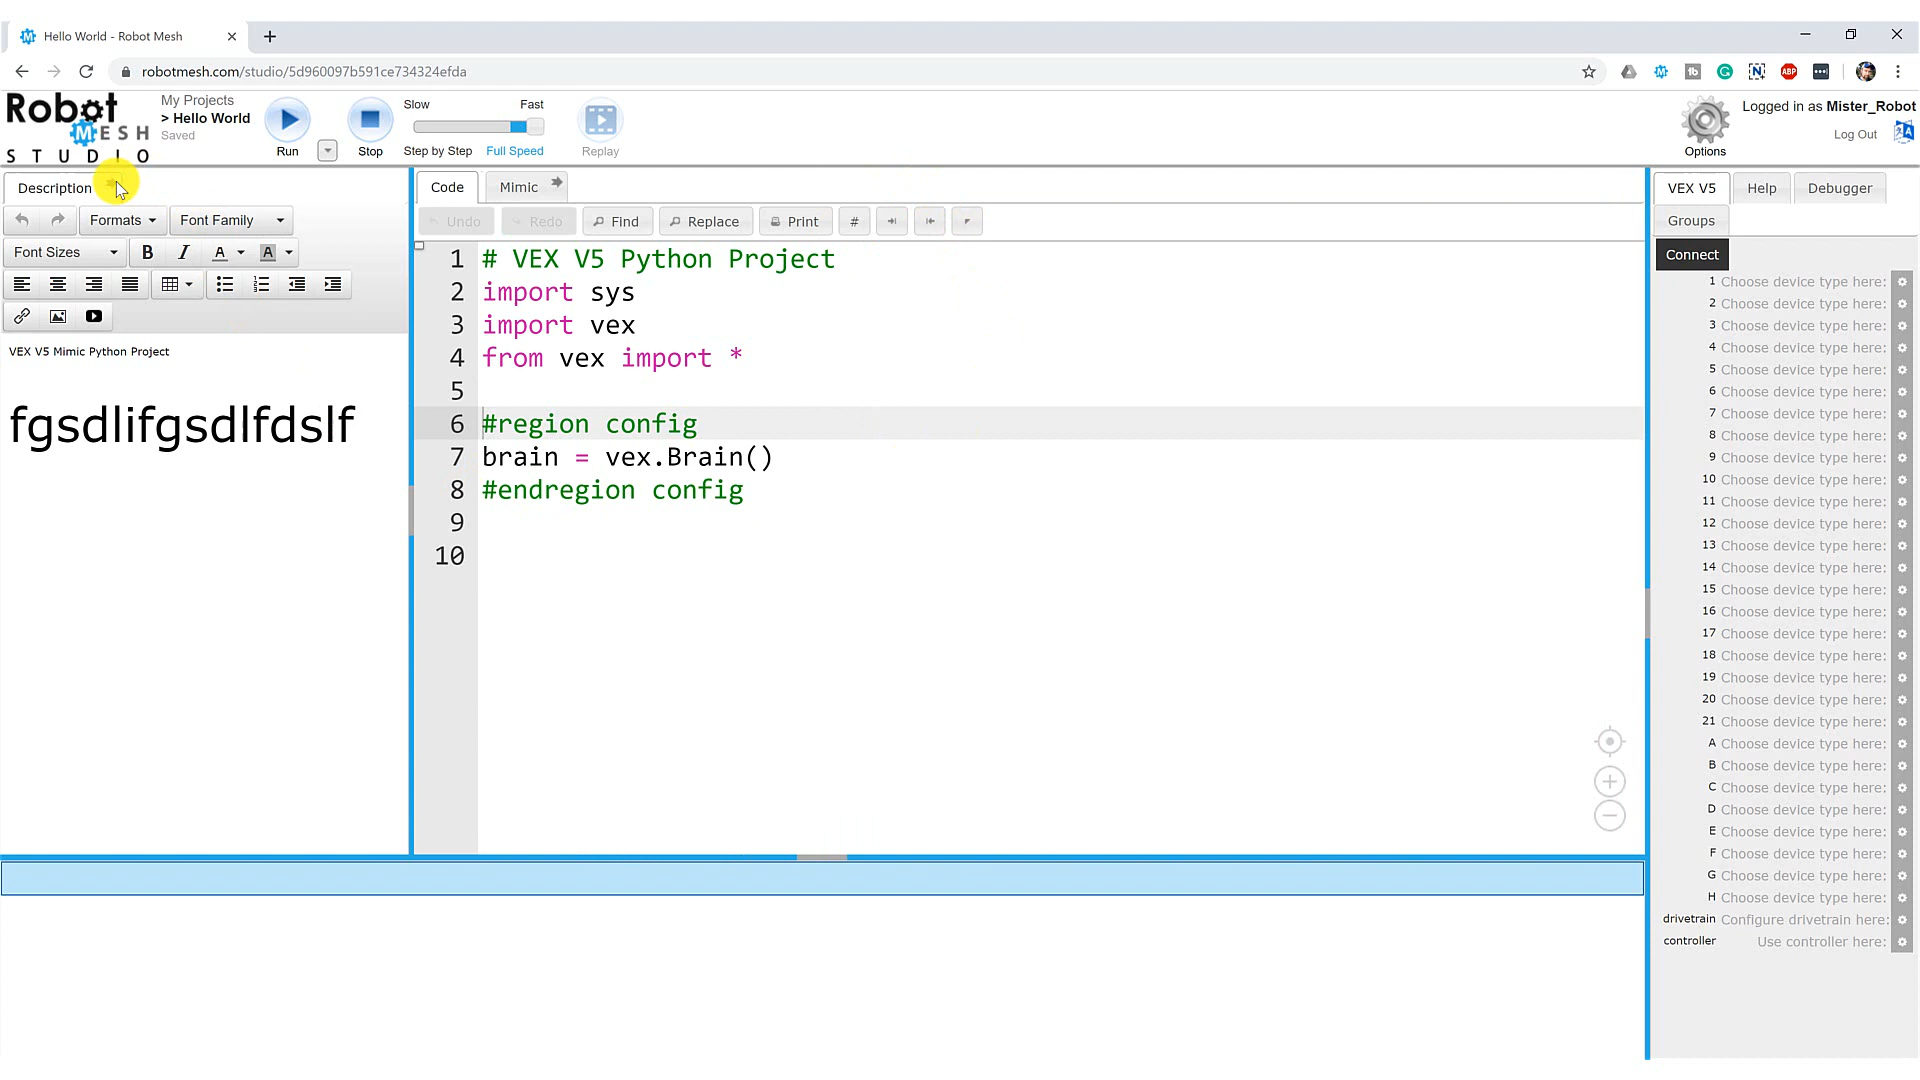 Hello World - Robot Mesh
robotmesh.com/studio/5d960097b591ce734324efda
Robot
MESH
STUDIO
My Projects
> Hello World
Saved
Run
Stop
Slow
Fast
Step by Step
Full Speed
Replay
Options
Logged in as Mister_Robot
Log Out
Description
Formats
Font Family
Font Sizes
B
I
A
A
VEX V5 Mimic Python Project
fgsdlifgsdlfdslf
Code
Mimic
Undo
Redo
Find
Replace
Print
#
1 # VEX V5 Python Project
2 import sys
3 import vex
4 from vex import *
5
6 #region config
7 brain = vex.Brain()
8 #endregion config
9
10
VEX V5
Help
Debugger
Groups
Connect
1 Choose device type here:
2 Choose device type here:
3 Choose device type here:
4 Choose device type here:
5 Choose device type here:
6 Choose device type here:
7 Choose device type here:
8 Choose device type here:
9 Choose device type here:
10 Choose device type here:
11 Choose device type here:
12 Choose device type here:
13 Choose device type here:
14 Choose device type here:
15 Choose device type here:
16 Choose device type here:
17 Choose device type here:
18 Choose device type here:
19 Choose device type here:
20 Choose device type here:
21 Choose device type here:
A Choose device type here:
B Choose device type here:
C Choose device type here:
D Choose device type here:
E Choose device type here:
F Choose device type here:
G Choose device type here:
H Choose device type here:
drivetrain Configure drivetrain here:
controller Use controller here: